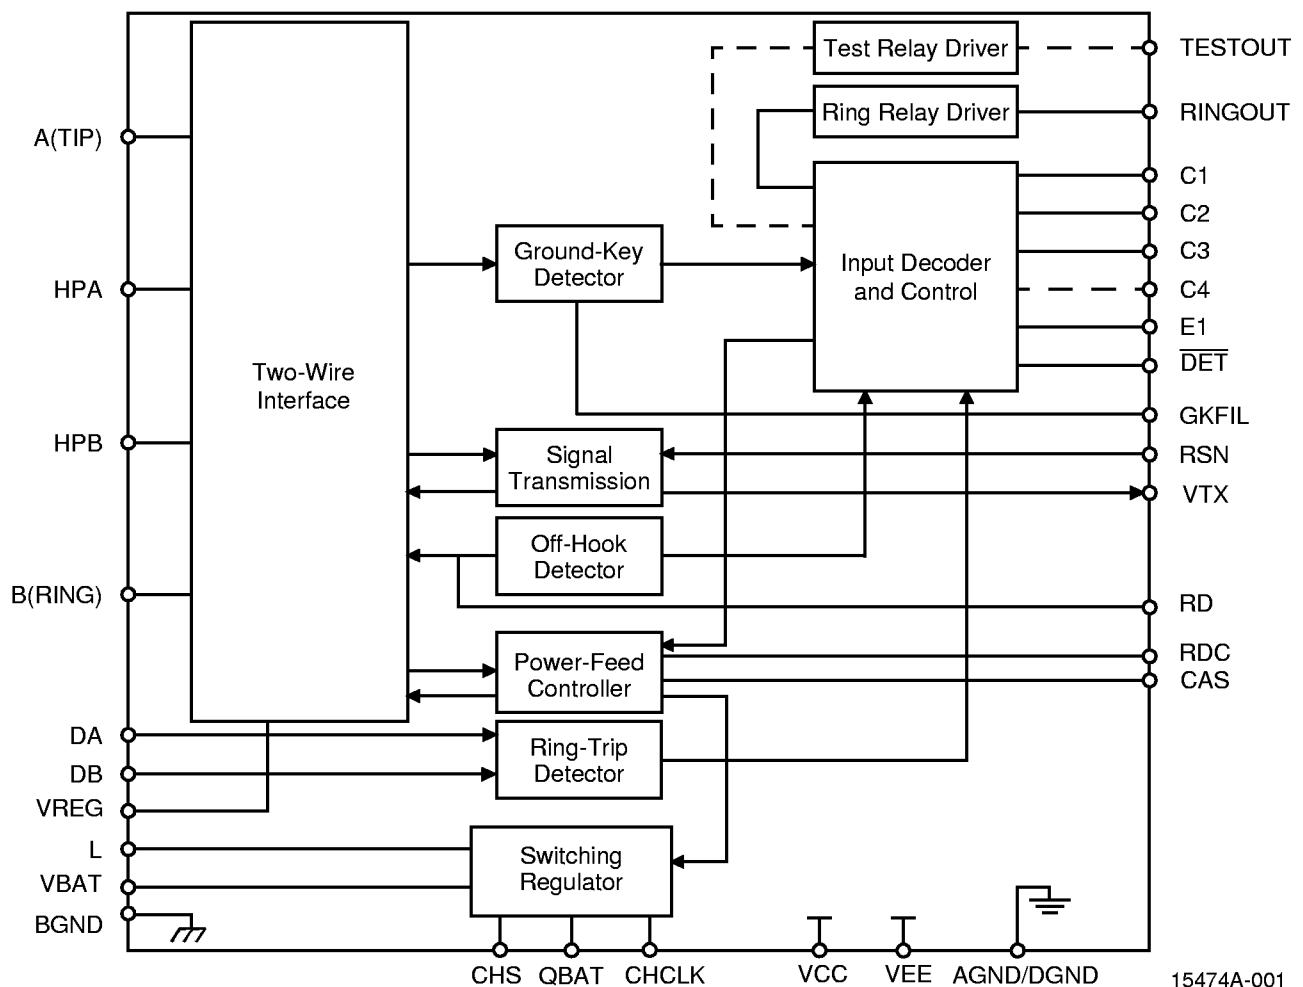 Test Relay Driver
TESTOUT
Ring Relay Driver
RINGOUT
A(TIP)
C1
C2
Ground-Key
Detector
Input Decoder
and Control
C3
HPA
C4
E1
DET
Two-Wire
Interface
GKFIL
HPB
Signal
Transmission
RSN
VTX
Off-Hook
Detector
B(RING)
RD
Power-Feed
Controller
RDC
CAS
DA
DB
Ring-Trip
Detector
VREG
L
VBAT
Switching
Regulator
BGND
CHS
QBAT
CHCLK
VCC
VEE
AGND/DGND
15474A-001